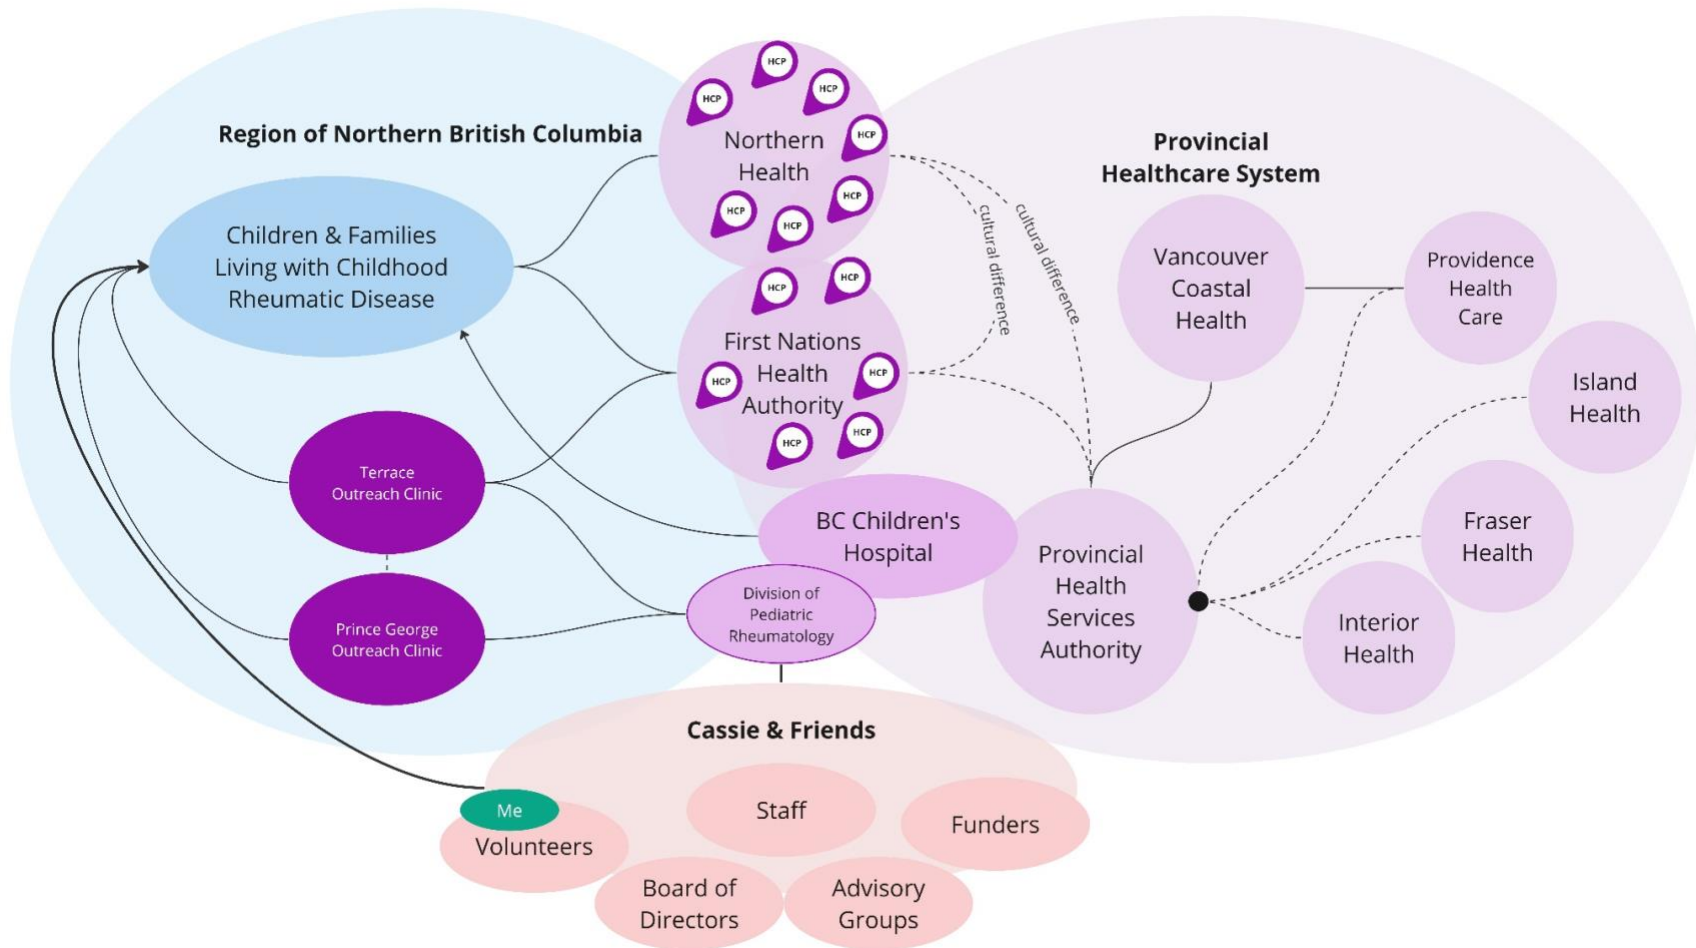 Region of Northern British Columbia
Children & Families
Living with Childhood
Rheumatic Disease
Terrace
Outreach Clinic
Prince George
Outreach Clinic
HCP
HCP
HCP
HCP
Northern
Health
HCP
HCP
HCP
HCP
HCP
First Nations
Health
Authority
HCP
HCP
HCP
HCP
cultural difference
cultural difference
BC Children's
Hospital
Division of
Pediatric
Rheumatology
Provincial
Healthcare System
Vancouver
Coastal
Health
Providence
Health
Care
Island
Health
Fraser
Health
Interior
Health
Provincial
Health
Services
Authority
Cassie & Friends
Me
Volunteers
Staff
Funders
Board of
Directors
Advisory
Groups